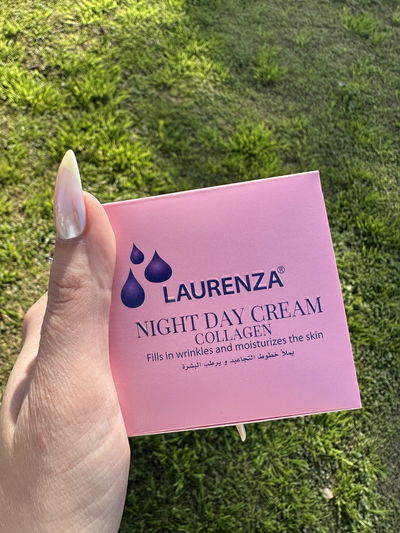 LAURENZA®
NIGHT DAY CREAM
COLLAGEN
Fills in wrinkles and moisturizes the skin
يملأ خطوط التجاعيد و يرطب البشرة